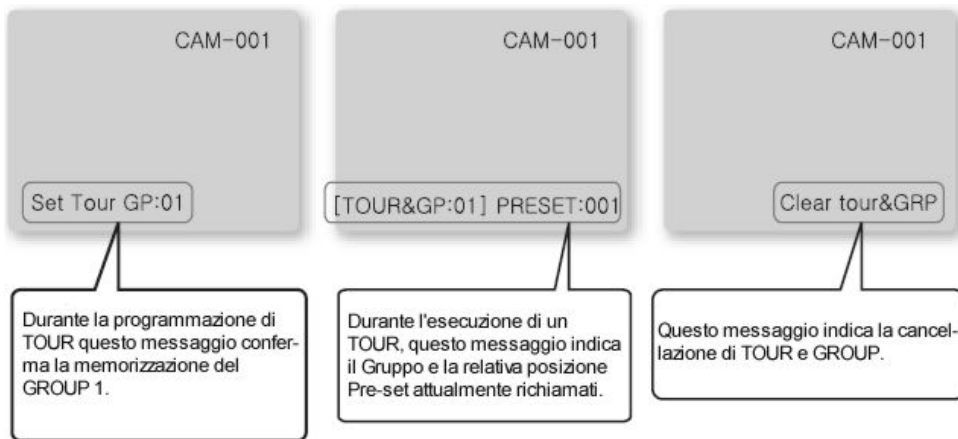 CAM-001
Set Tour GP:01
Durante la programmazione di
TOUR questo messaggio confer-
ma la memorizzazione del
GROUP 1.
CAM-001
[TOUR&GP:01] PRESET:001
Durante l'esecuzione di un
TOUR, questo messaggio indica
il Gruppo e la relativa posizione
Pre-set attualmente richiamati.
CAM-001
Clear tour&GRP
Questo messaggio indica la cancel-
lazione di TOUR e GROUP.